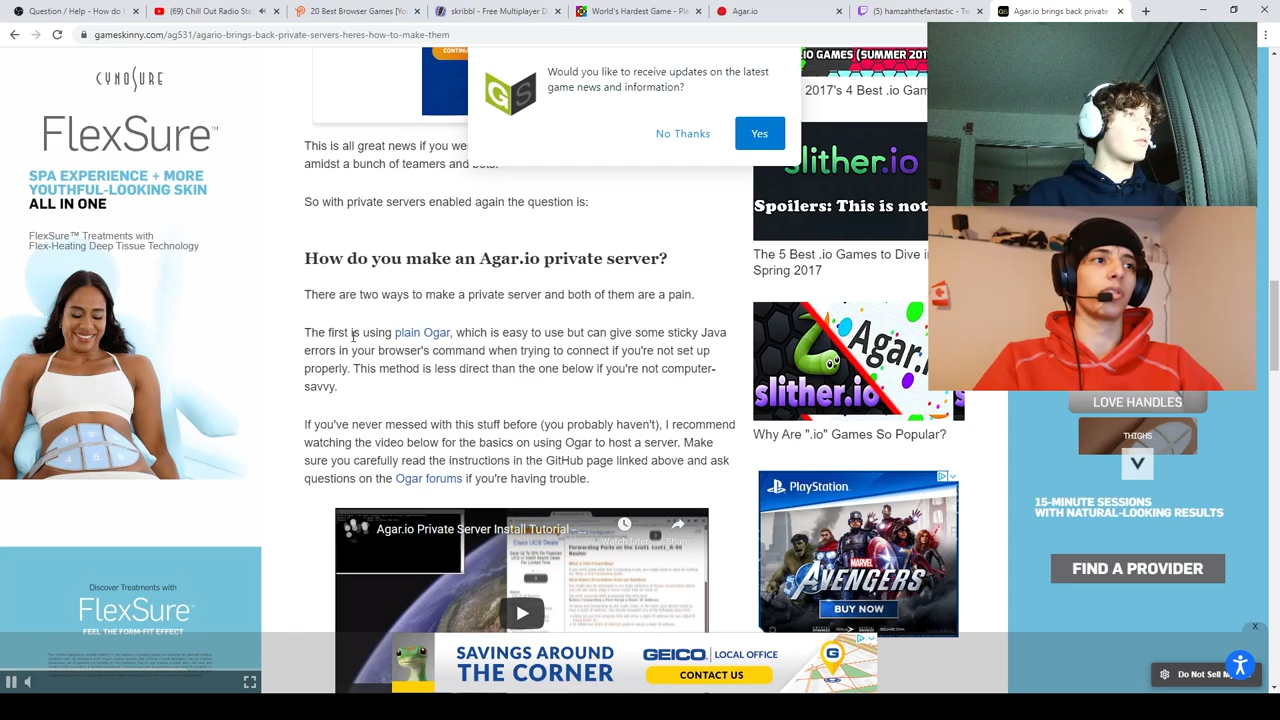 Question / Help - How do I
(69) Chill Out Radio Sta
20 Best Browser Games [Yo
skribbl - Free Multiplayer D
World's Hardest Game - Pla
Agar.io
(5) hamzahthefantastic - Tw
Agar.io brings back private
gameskinny.com/ag531/agario-brings-back-private-servers-heres-how-to-make-them
CYNOSURE
FlexSure™
SPA EXPERIENCE + MORE
YOUTHFUL-LOOKING SKIN
ALL IN ONE
FlexSure™ Treatments with
Flex-Heating Deep Tissue Technology
Discover Treatments with
FlexSure
FEEL THE FORM-FIT EFFECT
GS
Would you like to receive updates on the latest
game news and information?
No Thanks
Yes
This is all great news if you we
amidst a bunch of teamers and bots.
So with private servers enabled again the question is:
How do you make an Agar.io private server?
There are two ways to make a private server and both of them are a pain.
The first is using plain Ogar, which is easy to use but can give some sticky Java
errors in your browser's command when trying to connect if you're not set up
properly. This method is less direct than the one below if you're not computer-
savvy.
If you've never messed with this stuff before (you probably haven't), I recommend
watching the video below for the basics on using Ogar to host a server. Make
sure you carefully read the instructions in the GitHub page linked above and ask
questions on the Ogar forums if you're having trouble.
Agar.io Private Server Install Tutorial -...
Watch later
Share
SAVINGS AROUND
THE CORNER
GEICO | LOCAL OFFICE
CONTACT US
G
.IO GAMES (SUMMER 201
2017's 4 Best .io Gam
slither.io
Spoilers: This is not
The 5 Best .io Games to Dive i
Spring 2017
slither.io
Agar.i
Why Are ".io" Games So Popular?
PlayStation
MARVEL
AVENGERS
BUY NOW
LOVE HANDLES
THIGHS
15-MINUTE SESSIONS
WITH NATURAL-LOOKING RESULTS
FIND A PROVIDER
X
Do Not Sell My